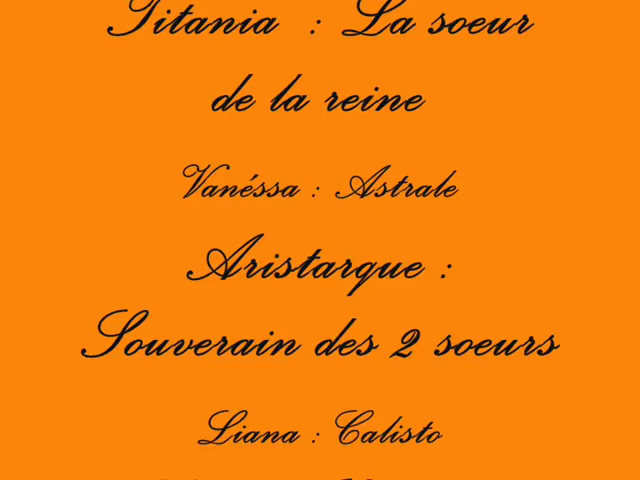 Titania : La soeur
de la reine
Vanéssa : Astrale
Aristarque :
Souverain des 2 soeurs
Liana : Calisto